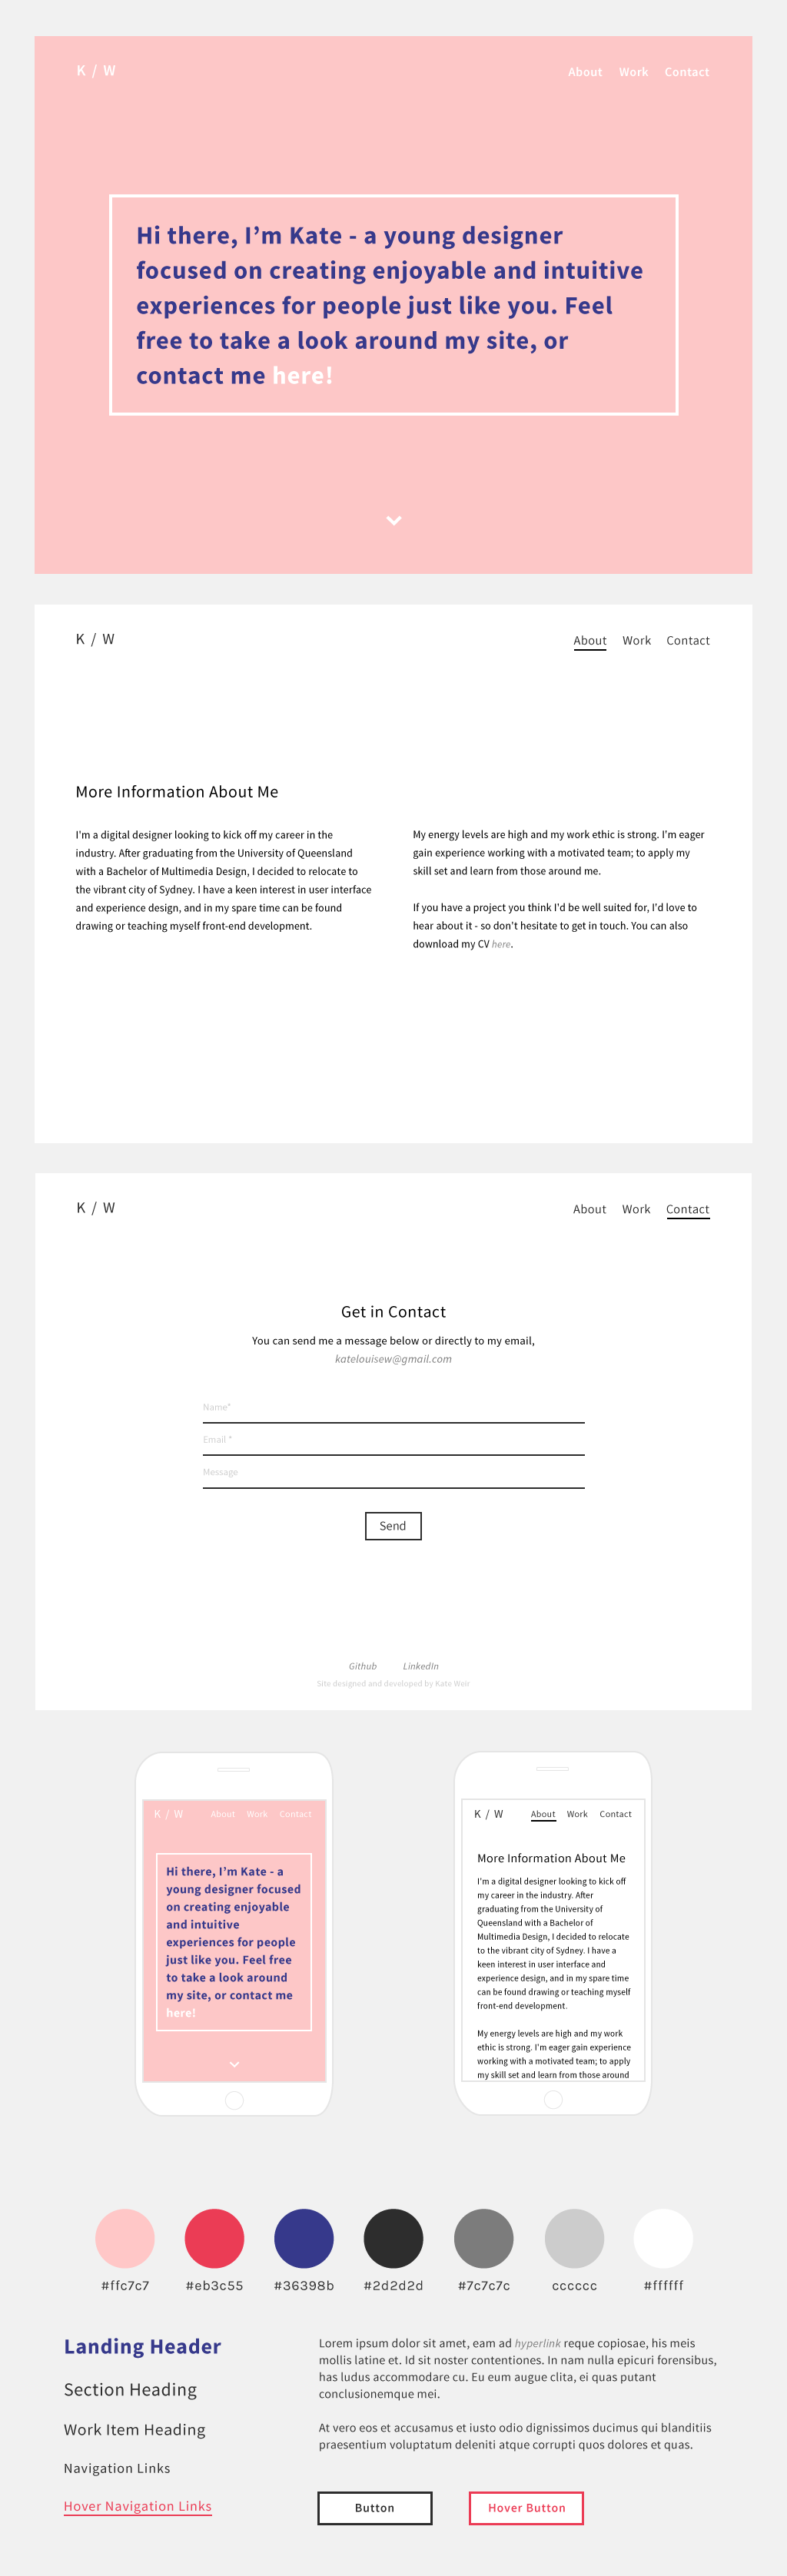 K / W
About Work Contact
Hi there, I’m Kate - a young designer
focused on creating enjoyable and intuitive
experiences for people just like you. Feel
free to take a look around my site, or
contact me here!
K / W
About Work Contact
More Information About Me
I'm a digital designer looking to kick off my career in the
industry. After graduating from the University of Queensland
with a Bachelor of Multimedia Design, I decided to relocate to
the vibrant city of Sydney. I have a keen interest in user interface
and experience design, and in my spare time can be found
drawing or teaching myself front-end development.
My energy levels are high and my work ethic is strong. I'm eager
gain experience working with a motivated team; to apply my
skill set and learn from those around me.
If you have a project you think I'd be well suited for, I'd love to
hear about it - so don't hesitate to get in touch. You can also
download my CV here.
K / W
About Work Contact
Get in Contact
You can send me a message below or directly to my email,
katelouisew@gmail.com
Name*
Email *
Message
Send
Github LinkedIn
Site designed and developed by Kate Weir
K / W About Work Contact
Hi there, I’m Kate - a
young designer focused
on creating enjoyable
and intuitive
experiences for people
just like you. Feel free
to take a look around
my site, or contact me
here!
K / W About Work Contact
More Information About Me
I'm a digital designer looking to kick off
my career in the industry. After
graduating from the University of
Queensland with a Bachelor of
Multimedia Design, I decided to relocate
to the vibrant city of Sydney. I have a
keen interest in user interface and
experience design, and in my spare time
can be found drawing or teaching myself
front-end development.
My energy levels are high and my work
ethic is strong. I'm eager gain experience
working with a motivated team; to apply
my skill set and learn from those around
#ffc7c7 #eb3c55 #36398b #2d2d2d #7c7c7c cccccc #ffffff
Landing Header
Section Heading
Work Item Heading
Navigation Links
Hover Navigation Links
Lorem ipsum dolor sit amet, eam ad hyperlink reque copiosae, his meis
mollis latine et. Id sit noster contentiones. In nam nulla epicuri forensibus,
has ludus accommodare cu. Eu eum augue clita, ei quas putant
conclusionemque mei.
At vero eos et accusamus et iusto odio dignissimos ducimus qui blanditiis
praesentium voluptatum deleniti atque corrupti quos dolores et quas.
Button Hover Button